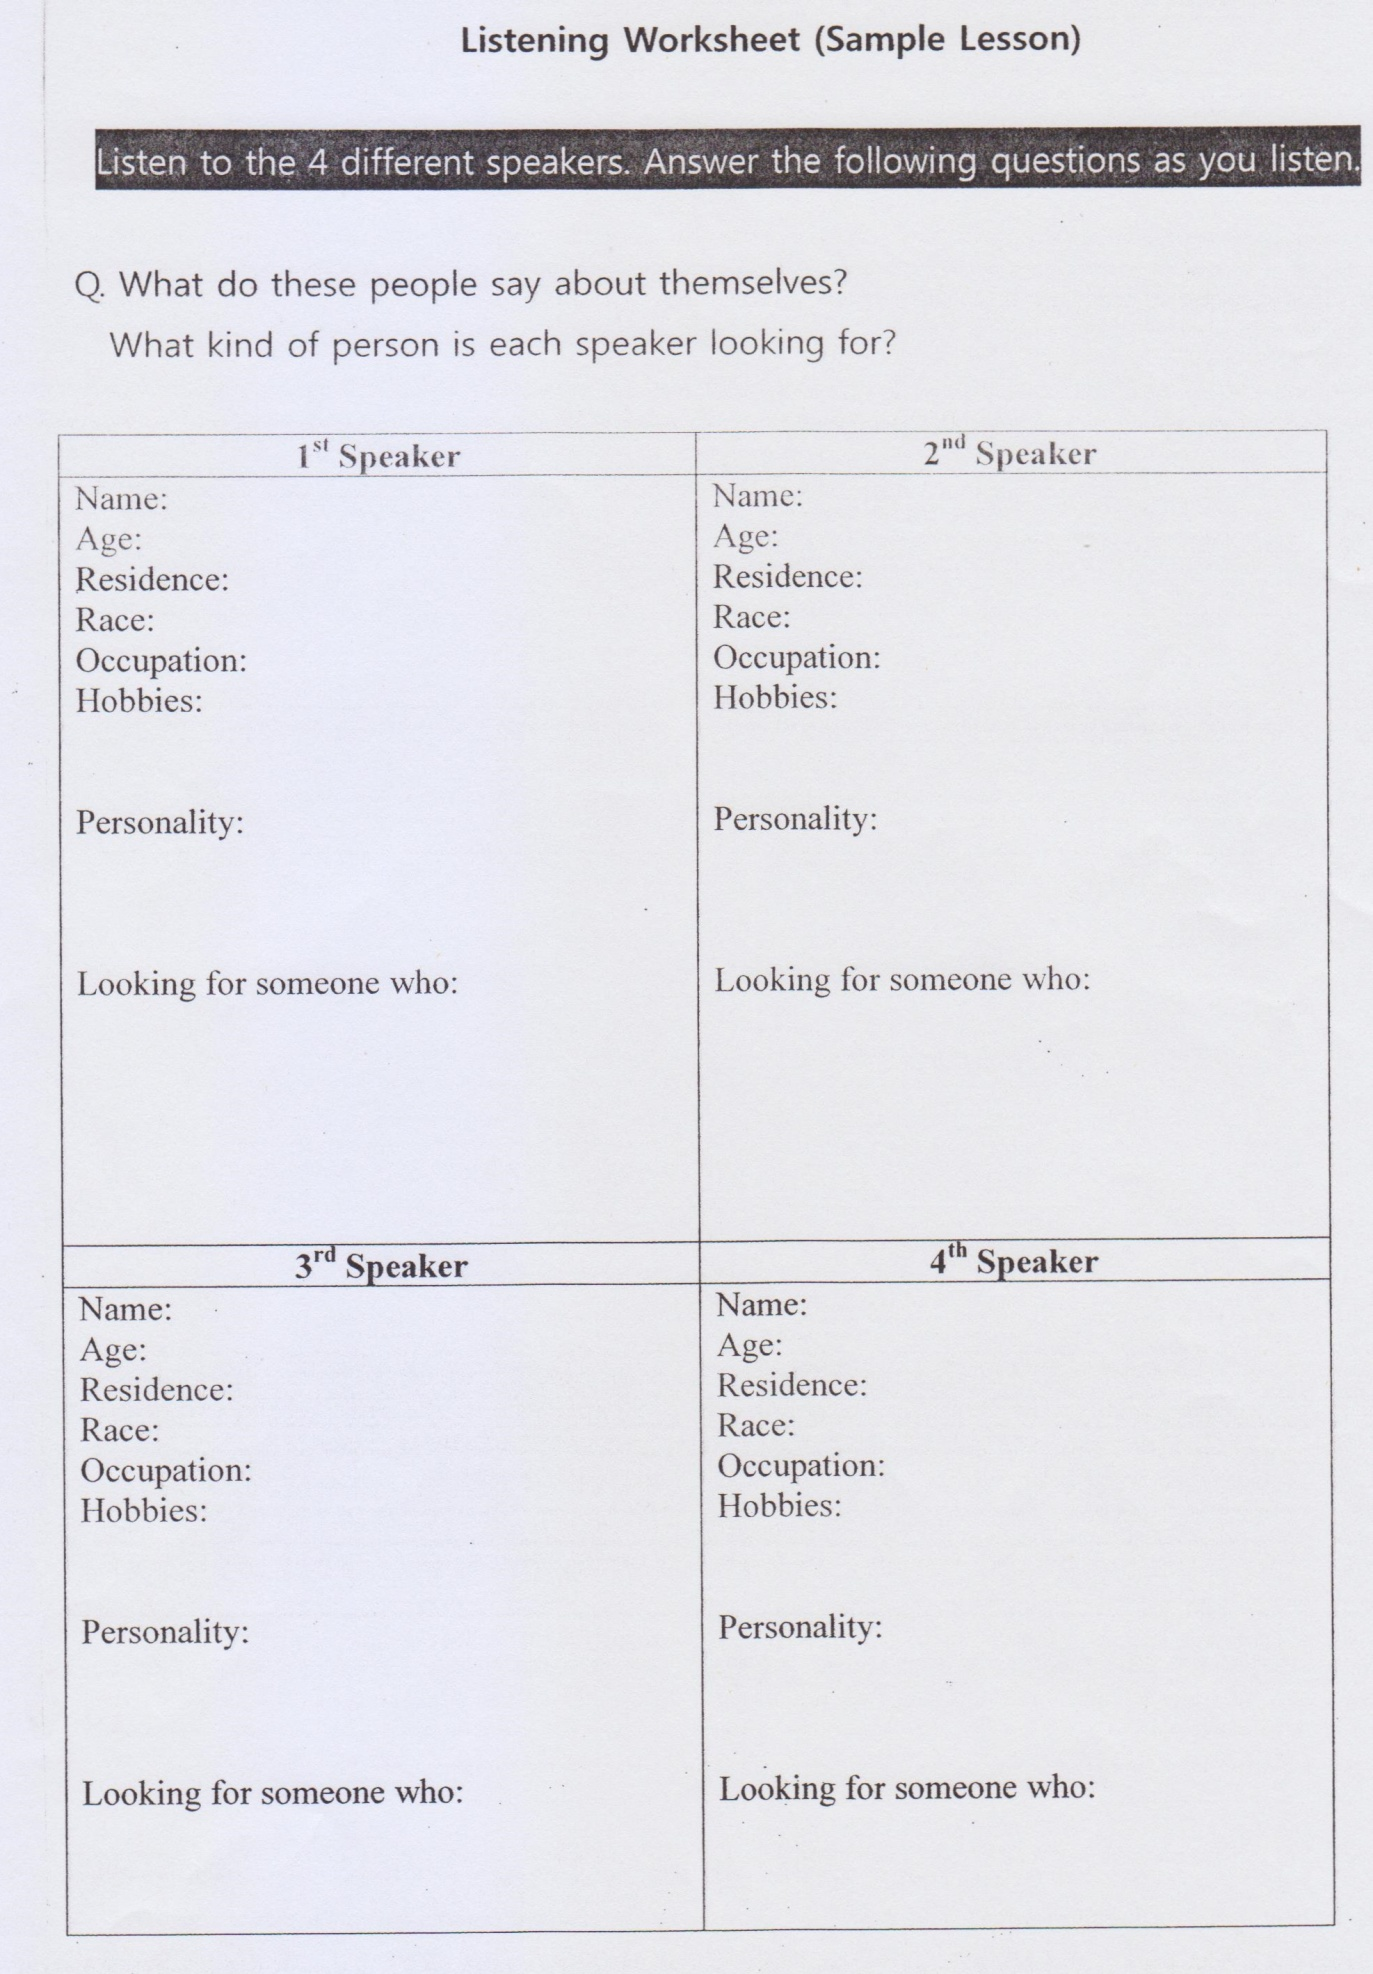 Listening Worksheet (Sample Lesson)
Listen to the 4 different speakers. Answer the following questions as you listen.
Q. What do these people say about themselves?
What kind of person is each speaker looking for?
1st Speaker
Name:
Age:
Residence:
Race:
Occupation:
Hobbies:
Personality:
Looking for someone who:
2nd Speaker
Name:
Age:
Residence:
Race:
Occupation:
Hobbies:
Personality:
Looking for someone who:
3rd Speaker
Name:
Age:
Residence:
Race:
Occupation:
Hobbies:
Personality:
Looking for someone who:
4th Speaker
Name:
Age:
Residence:
Race:
Occupation:
Hobbies:
Personality:
Looking for someone who: